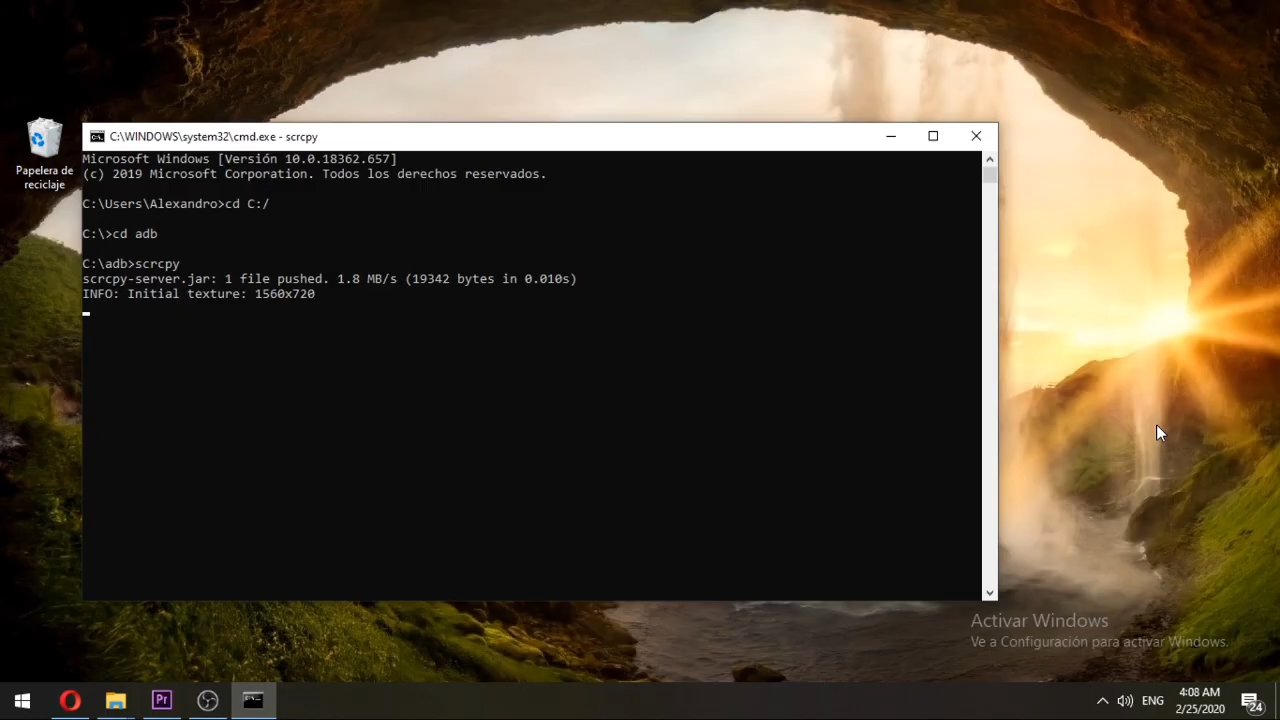 Papelera de
reciclaje
C:\WINDOWS\system32\cmd.exe - scrcpy
Microsoft Windows [Versión 10.0.18362.657]
(c) 2019 Microsoft Corporation. Todos los derechos reservados.
C:\Users\Alexandro>cd C:/
C:\>cd adb
C:\adb>scrcpy
scrcpy-server.jar: 1 file pushed. 1.8 MB/s (19342 bytes in 0.010s)
INFO: Initial texture: 1560x720
Activar Windows
Ve a Configuración para activar Windows.
Pr
ENG
4:08 AM
2/25/2020
24